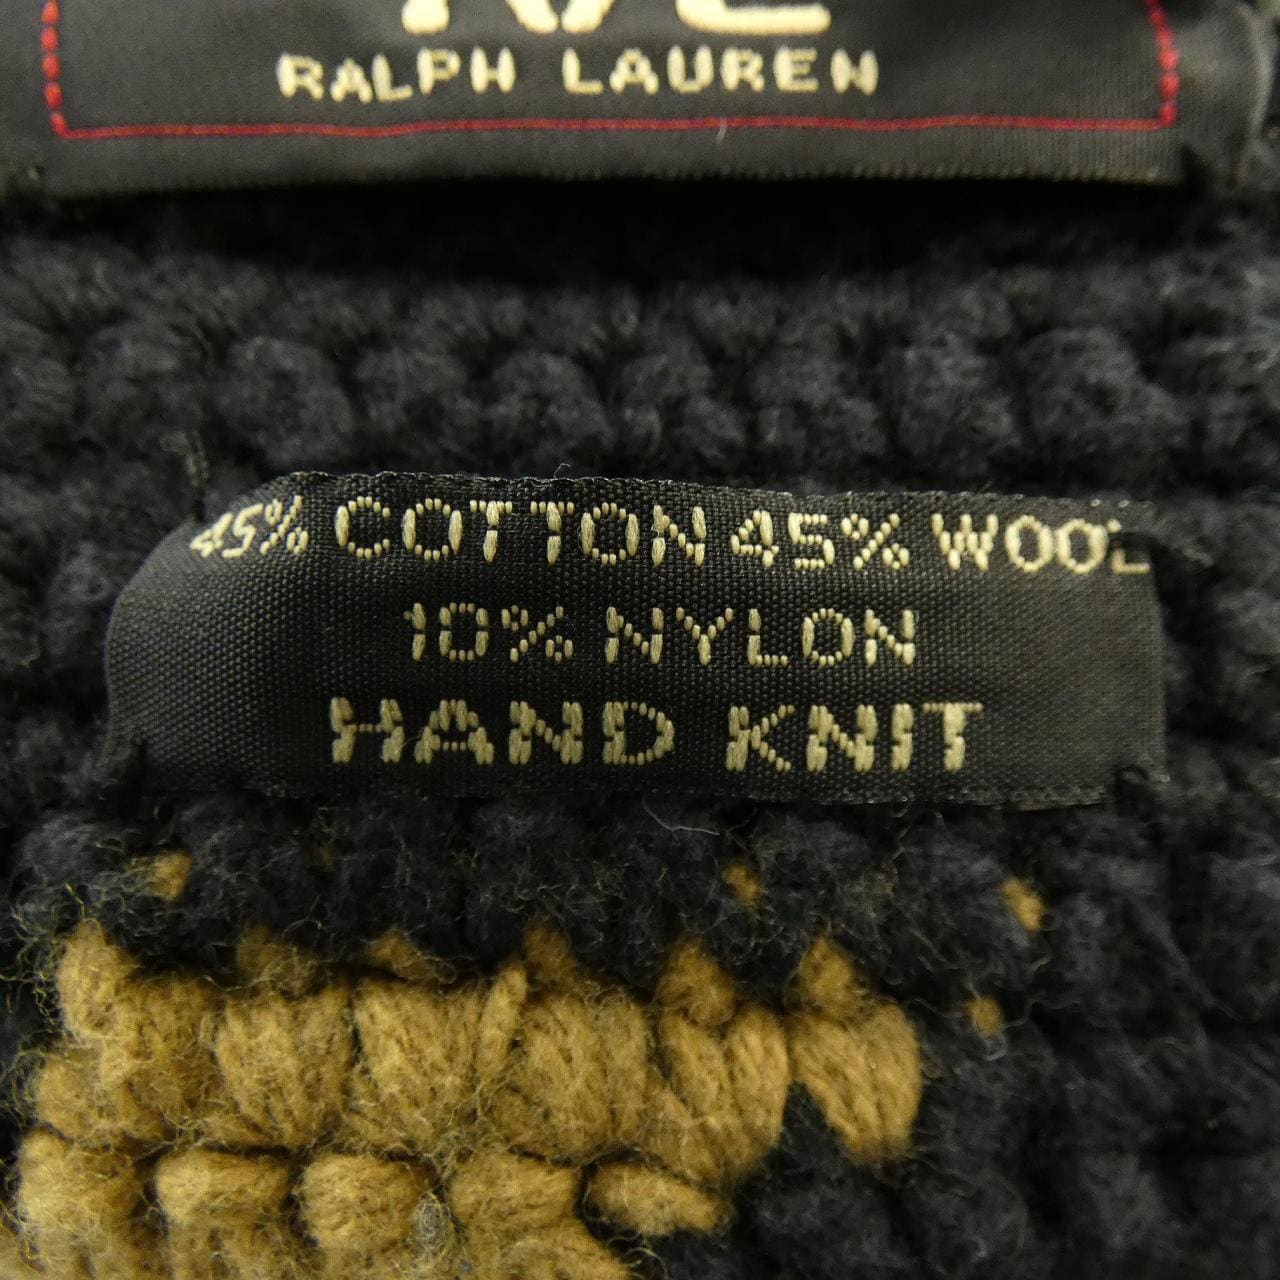 RALPH LAUREN
45% COTTON 45% WOOL
10% NYLON
HAND KNIT